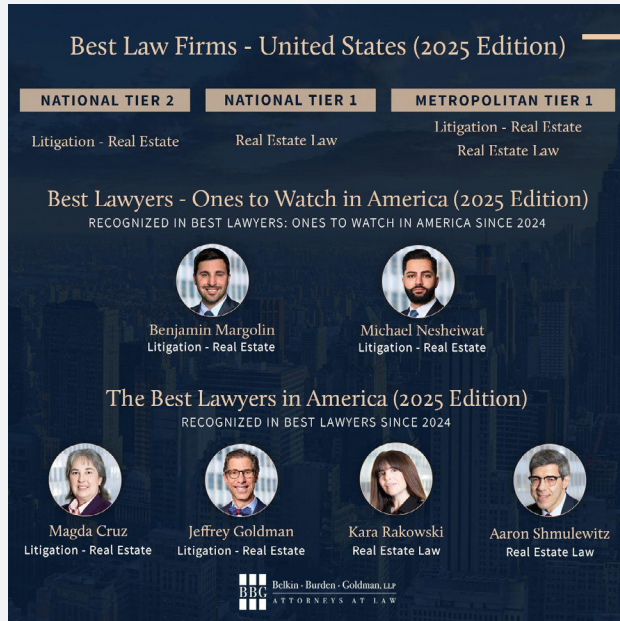 Best Law Firms - United States (2025 Edition)
NATIONAL TIER 2
NATIONAL TIER 1
METROPOLITAN TIER 1
Litigation - Real Estate
Real Estate Law
Litigation - Real Estate
Real Estate Law
Best Lawyers - Ones to Watch in America (2025 Edition)
RECOGNIZED IN BEST LAWYERS: ONES TO WATCH IN AMERICA SINCE 2024
Benjamin Margolin
Litigation - Real Estate
Michael Nesheiwat
Litigation - Real Estate
The Best Lawyers in America (2025 Edition)
RECOGNIZED IN BEST LAWYERS SINCE 2024
Magda Cruz
Litigation - Real Estate
Jeffrey Goldman
Litigation - Real Estate
Kara Rakowski
Real Estate Law
Aaron Shmulewitz
Real Estate Law
BBG
Belkin · Burden · Goldman, LLP
ATTORNEYS AT LAW